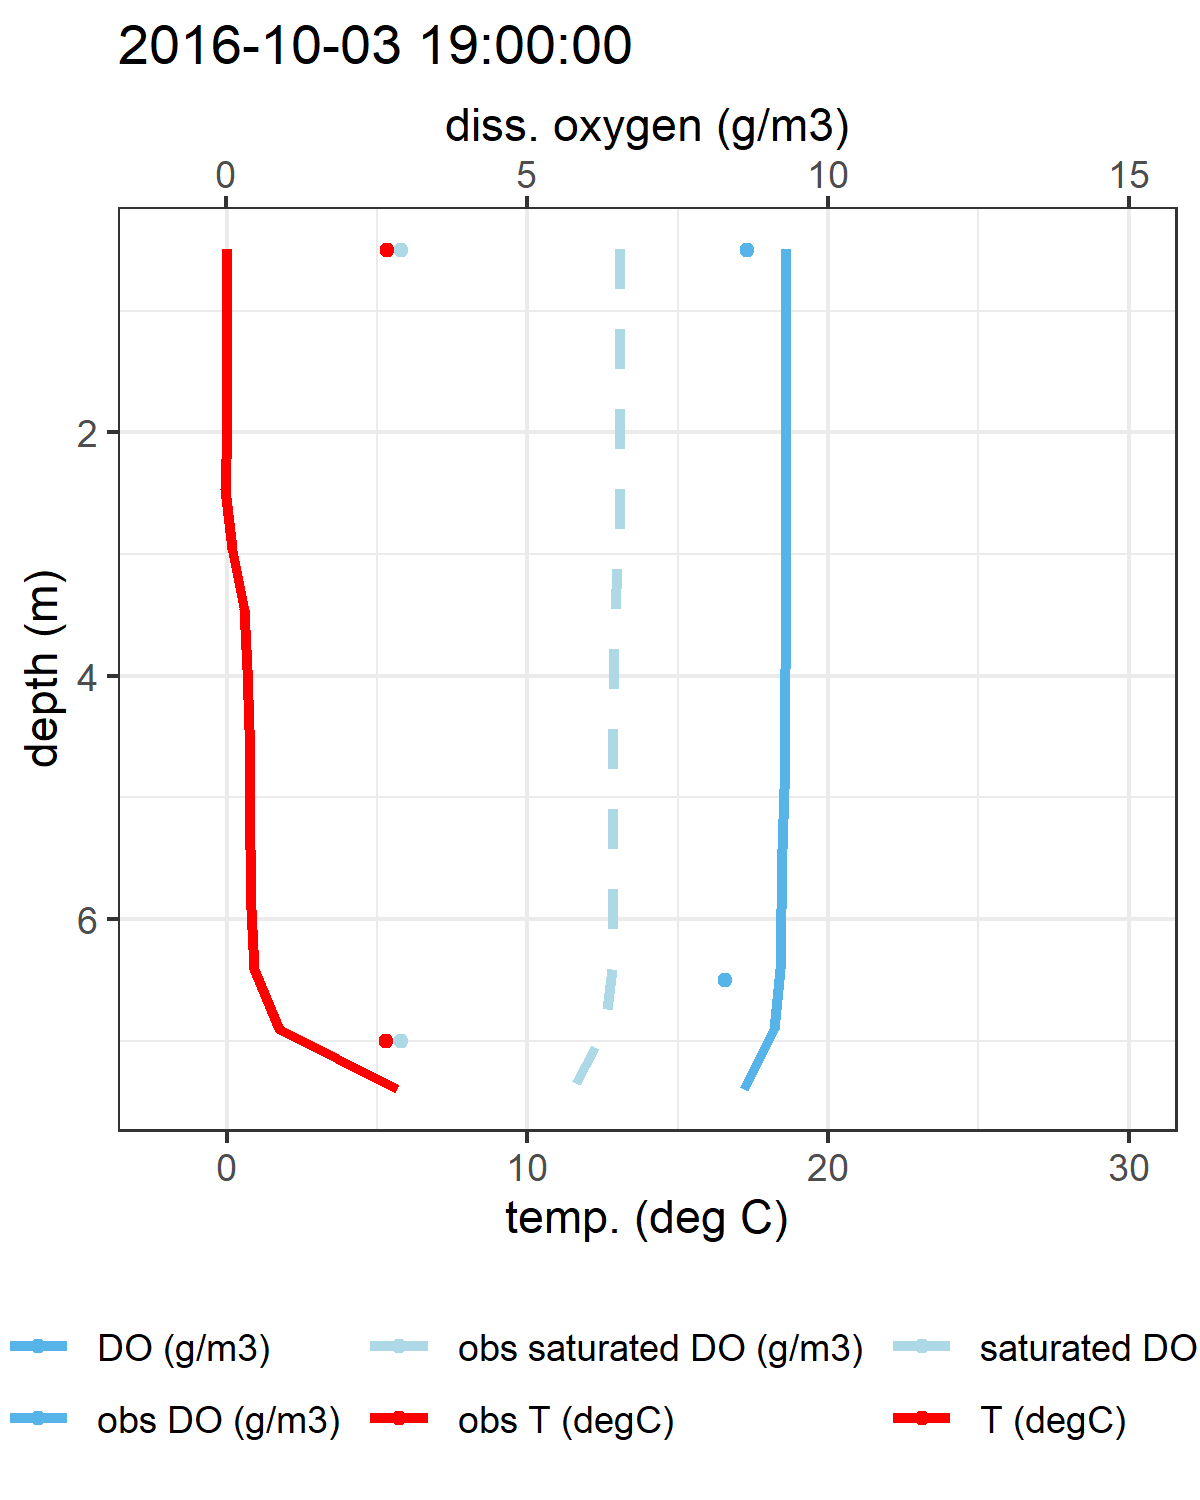 2016-10-03 19:00:00
diss. oxygen (g/m3)
0 5 10 15
depth (m)
2
4
6
0 10 20 30
temp. (deg C)
DO (g/m3) obs saturated DO (g/m3) saturated DO
obs DO (g/m3) obs T (degC) T (degC)